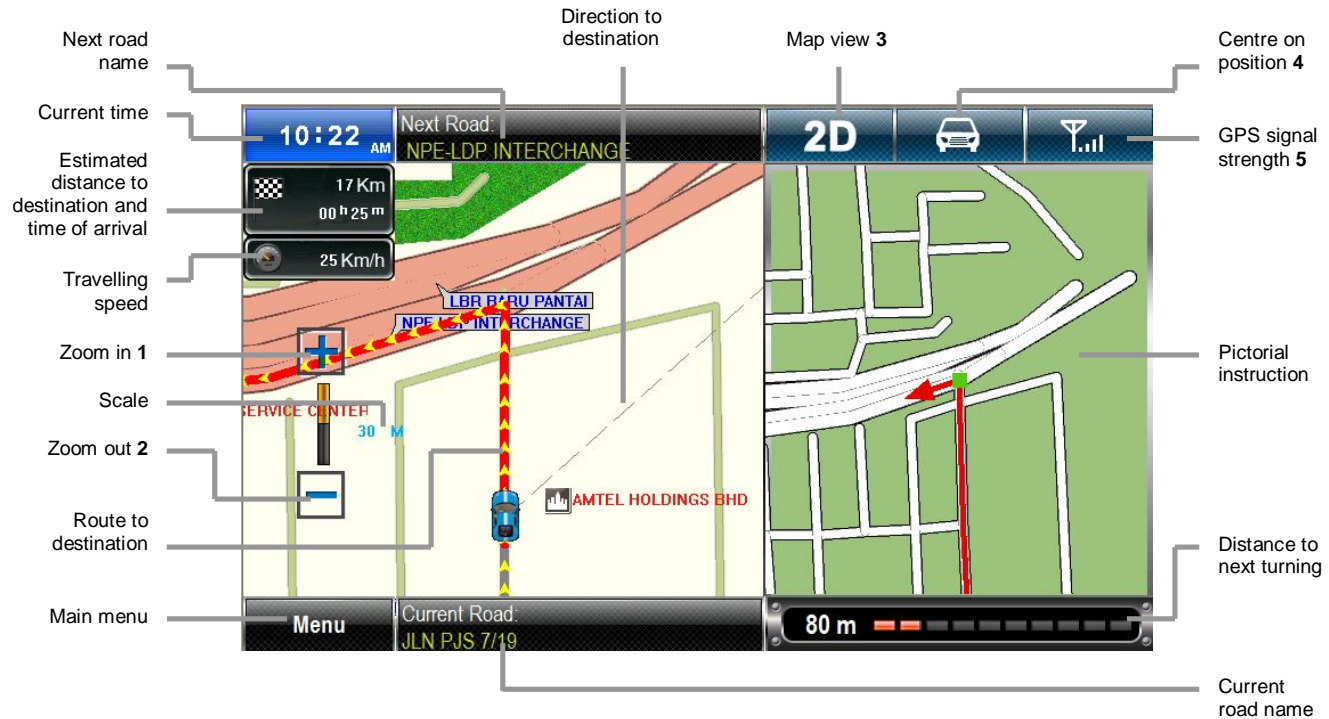 Direction to
destination
Next road
name
Map view 3
Centre on
position 4
Current time
10:22 AM
Next Road:
NPE-LDP INTERCHANGE
2D
GPS signal
strength 5
Estimated
distance to
destination and
time of arrival
17 Km
00 h 25 m
Travelling
speed
25 Km/h
LBR BARU PANTAI
NPE-LDP INTERCHANGE
Zoom in 1
Pictorial
instruction
Scale
SERVICE CENTER
30 M
Zoom out 2
AMTEL HOLDINGS BHD
Route to
destination
Distance to
next turning
Main menu
Menu
Current Road:
JLN PJS 7/19
80 m
Current
road name